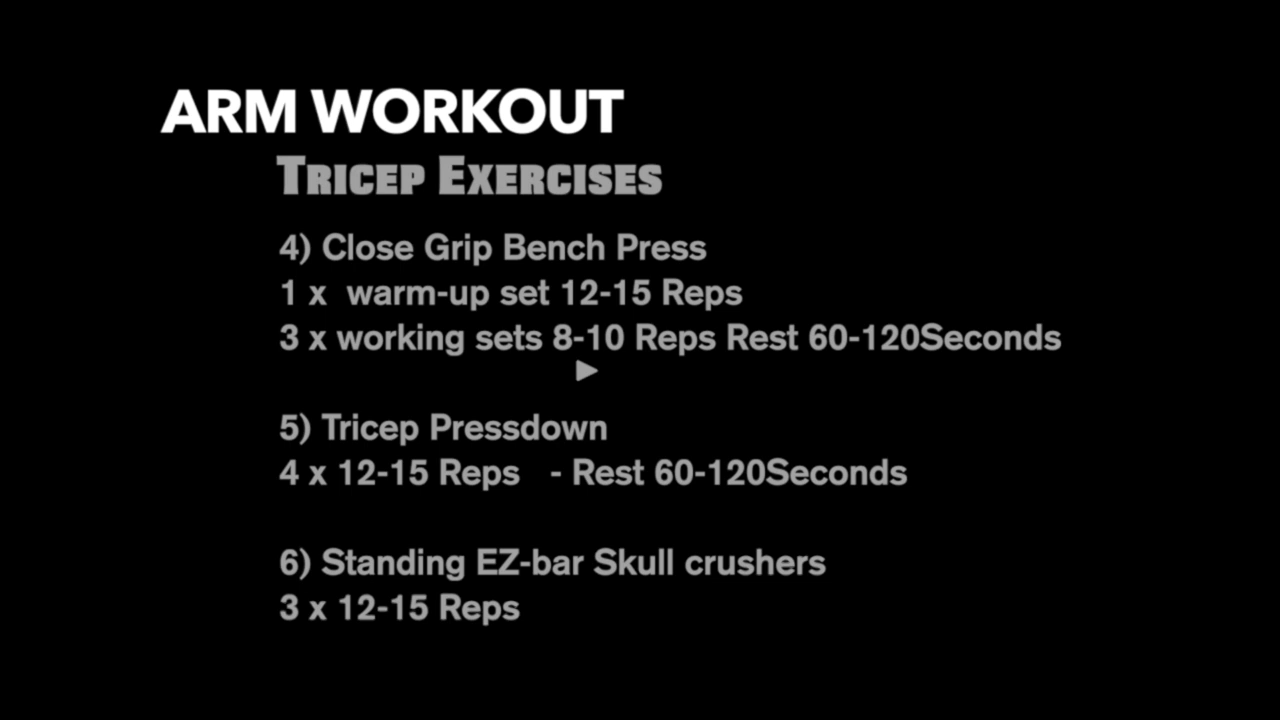 ARM WORKOUT
TRICEP EXERCISES
4) Close Grip Bench Press
1 x  warm-up set 12-15 Reps
3 x working sets 8-10 Reps Rest 60-120Seconds
5) Tricep Pressdown
4 x 12-15 Reps   - Rest 60-120Seconds
6) Standing EZ-bar Skull crushers
3 x 12-15 Reps